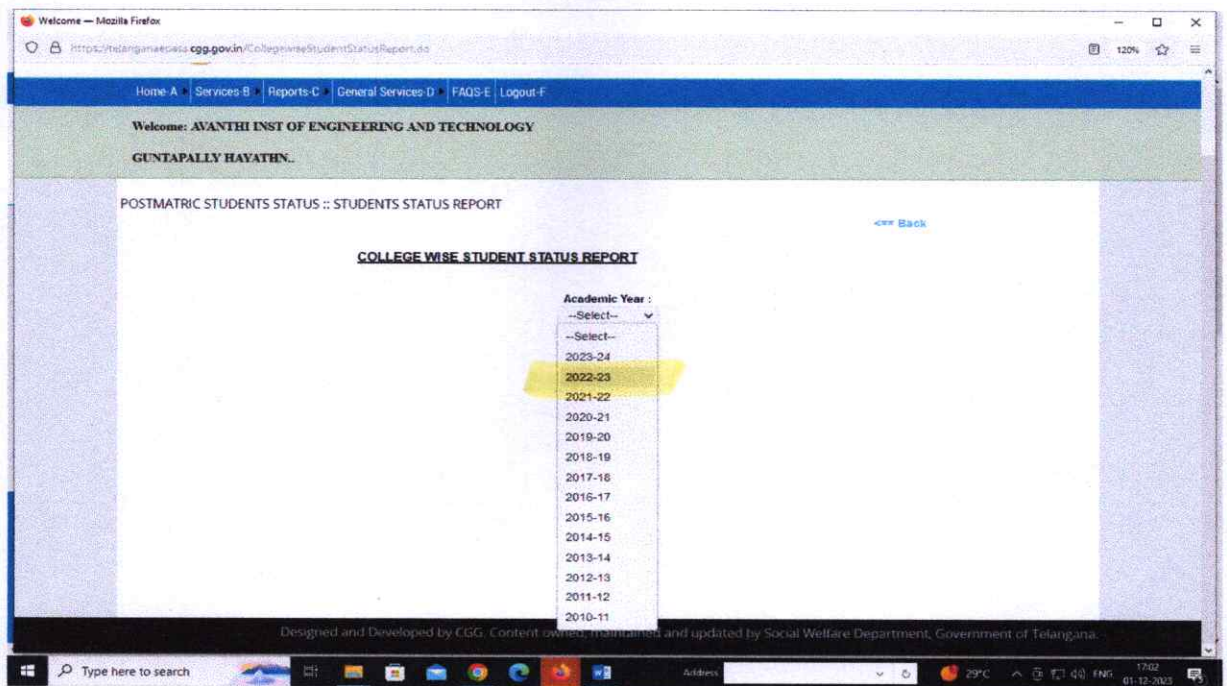 Welcome — Mozilla Firefox
https://telanganaepass.cgg.gov.in/CollegewiseStudentStatusReport.do
120%
Home-A Services-B Reports-C General Services-D FAQS-E Logout-F
Welcome: AVANTHI INST OF ENGINEERING AND TECHNOLOGY
GUNTAPALLY HAYATHN..
POSTMATRIC STUDENTS STATUS :: STUDENTS STATUS REPORT
<== Back
COLLEGE WISE STUDENT STATUS REPORT
Academic Year :
--Select--
--Select--
2023-24
2022-23
2021-22
2020-21
2019-20
2018-19
2017-18
2016-17
2015-16
2014-15
2013-14
2012-13
2011-12
2010-11
Designed and Developed by CGG. Content owned, maintained and updated by Social Welfare Department, Government of Telangana.
Type here to search
Address
29°C
ENG
17:02
01-12-2023